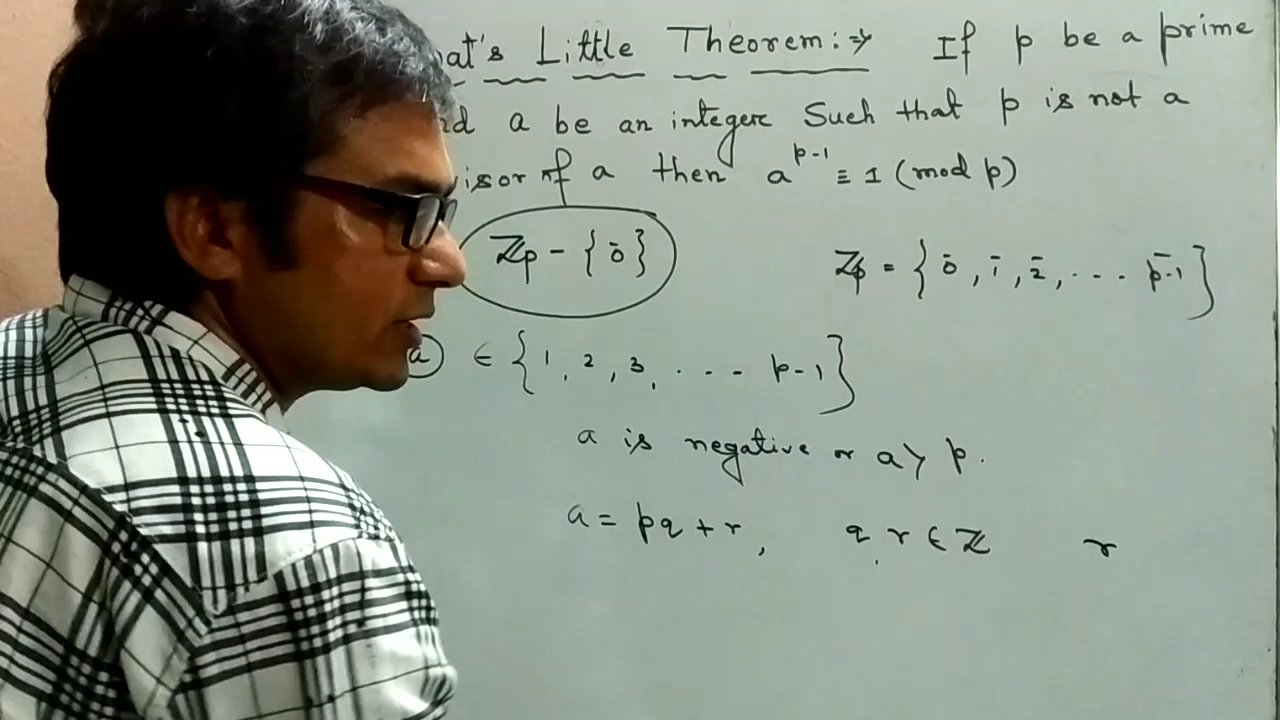 at's Little Theorem:⇒ If p be a prime
d a be an integer Such that p is not a
isor of a then a^{p-1} ≡ 1 (mod p)
ℤp - {0̄} ℤp = {0̄, 1̄, 2̄, ... p-1̄}
a ∈ {1, 2, 3, ... p-1}
a is negative or a > p.
a = pq + r, q, r ∈ ℤ r